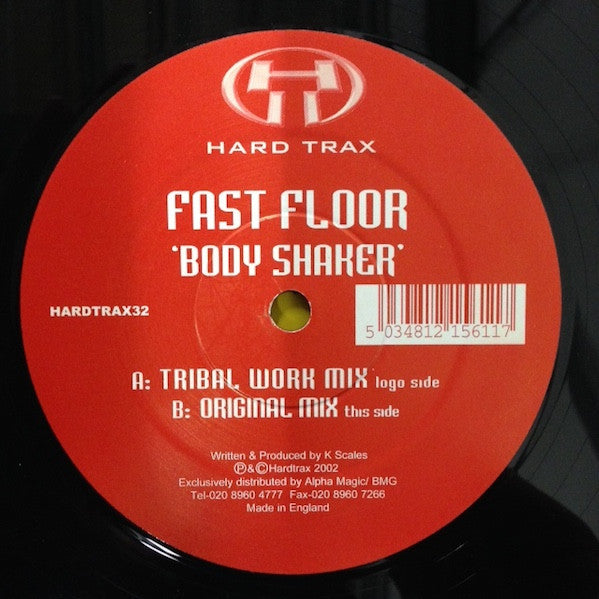 HARD TRAX
FAST FLOOR
'BODY SHAKER'
HARDTRAX32
5 034812 156117
A: TRIBAL WORK MIX logo side
B: ORIGINAL MIX this side
Written & Produced by K Scales
℗&©Hardtrax 2002
Exclusively distributed by Alpha Magic/ BMG
Tel-020 8960 4777 Fax-020 8960 7266
Made in England